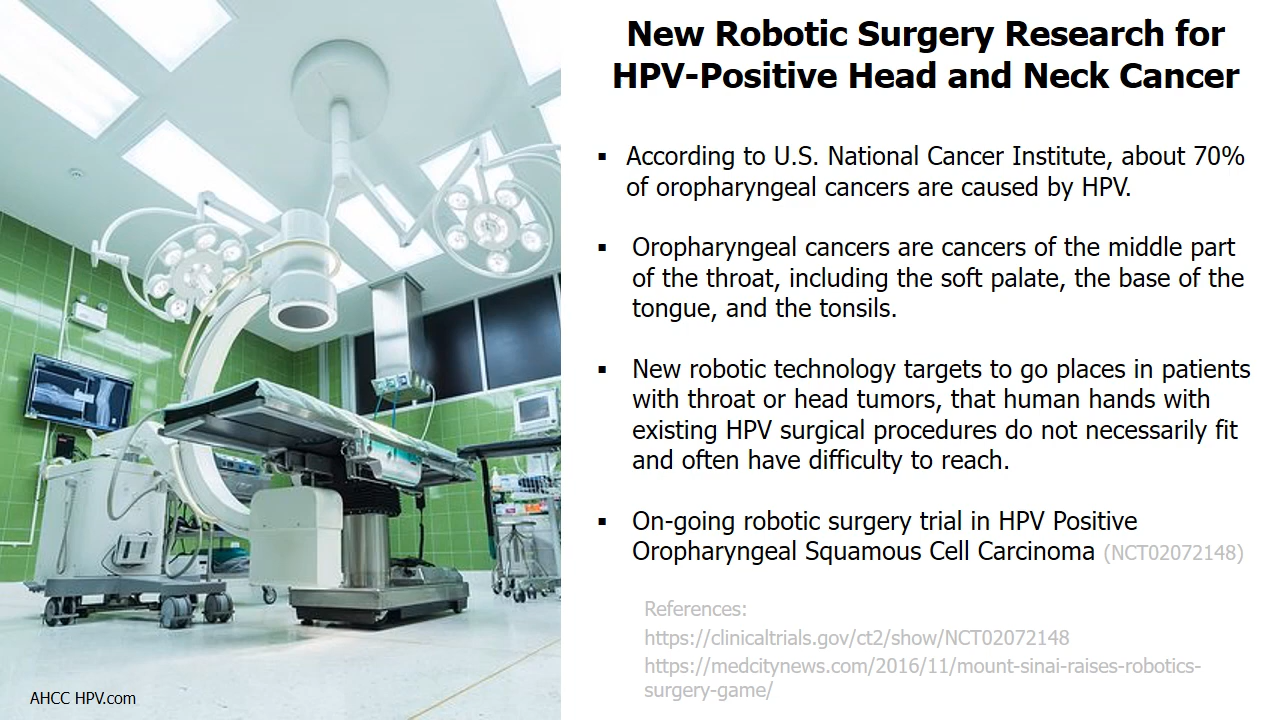 New Robotic Surgery Research for
HPV-Positive Head and Neck Cancer
▪ According to U.S. National Cancer Institute, about 70%
of oropharyngeal cancers are caused by HPV.
▪ Oropharyngeal cancers are cancers of the middle part
of the throat, including the soft palate, the base of the
tongue, and the tonsils.
▪ New robotic technology targets to go places in patients
with throat or head tumors, that human hands with
existing HPV surgical procedures do not necessarily fit
and often have difficulty to reach.
▪ On-going robotic surgery trial in HPV Positive
Oropharyngeal Squamous Cell Carcinoma (NCT02072148)
References:
https://clinicaltrials.gov/ct2/show/NCT02072148
https://medcitynews.com/2016/11/mount-sinai-raises-robotics-
surgery-game/
AHCC HPV.com